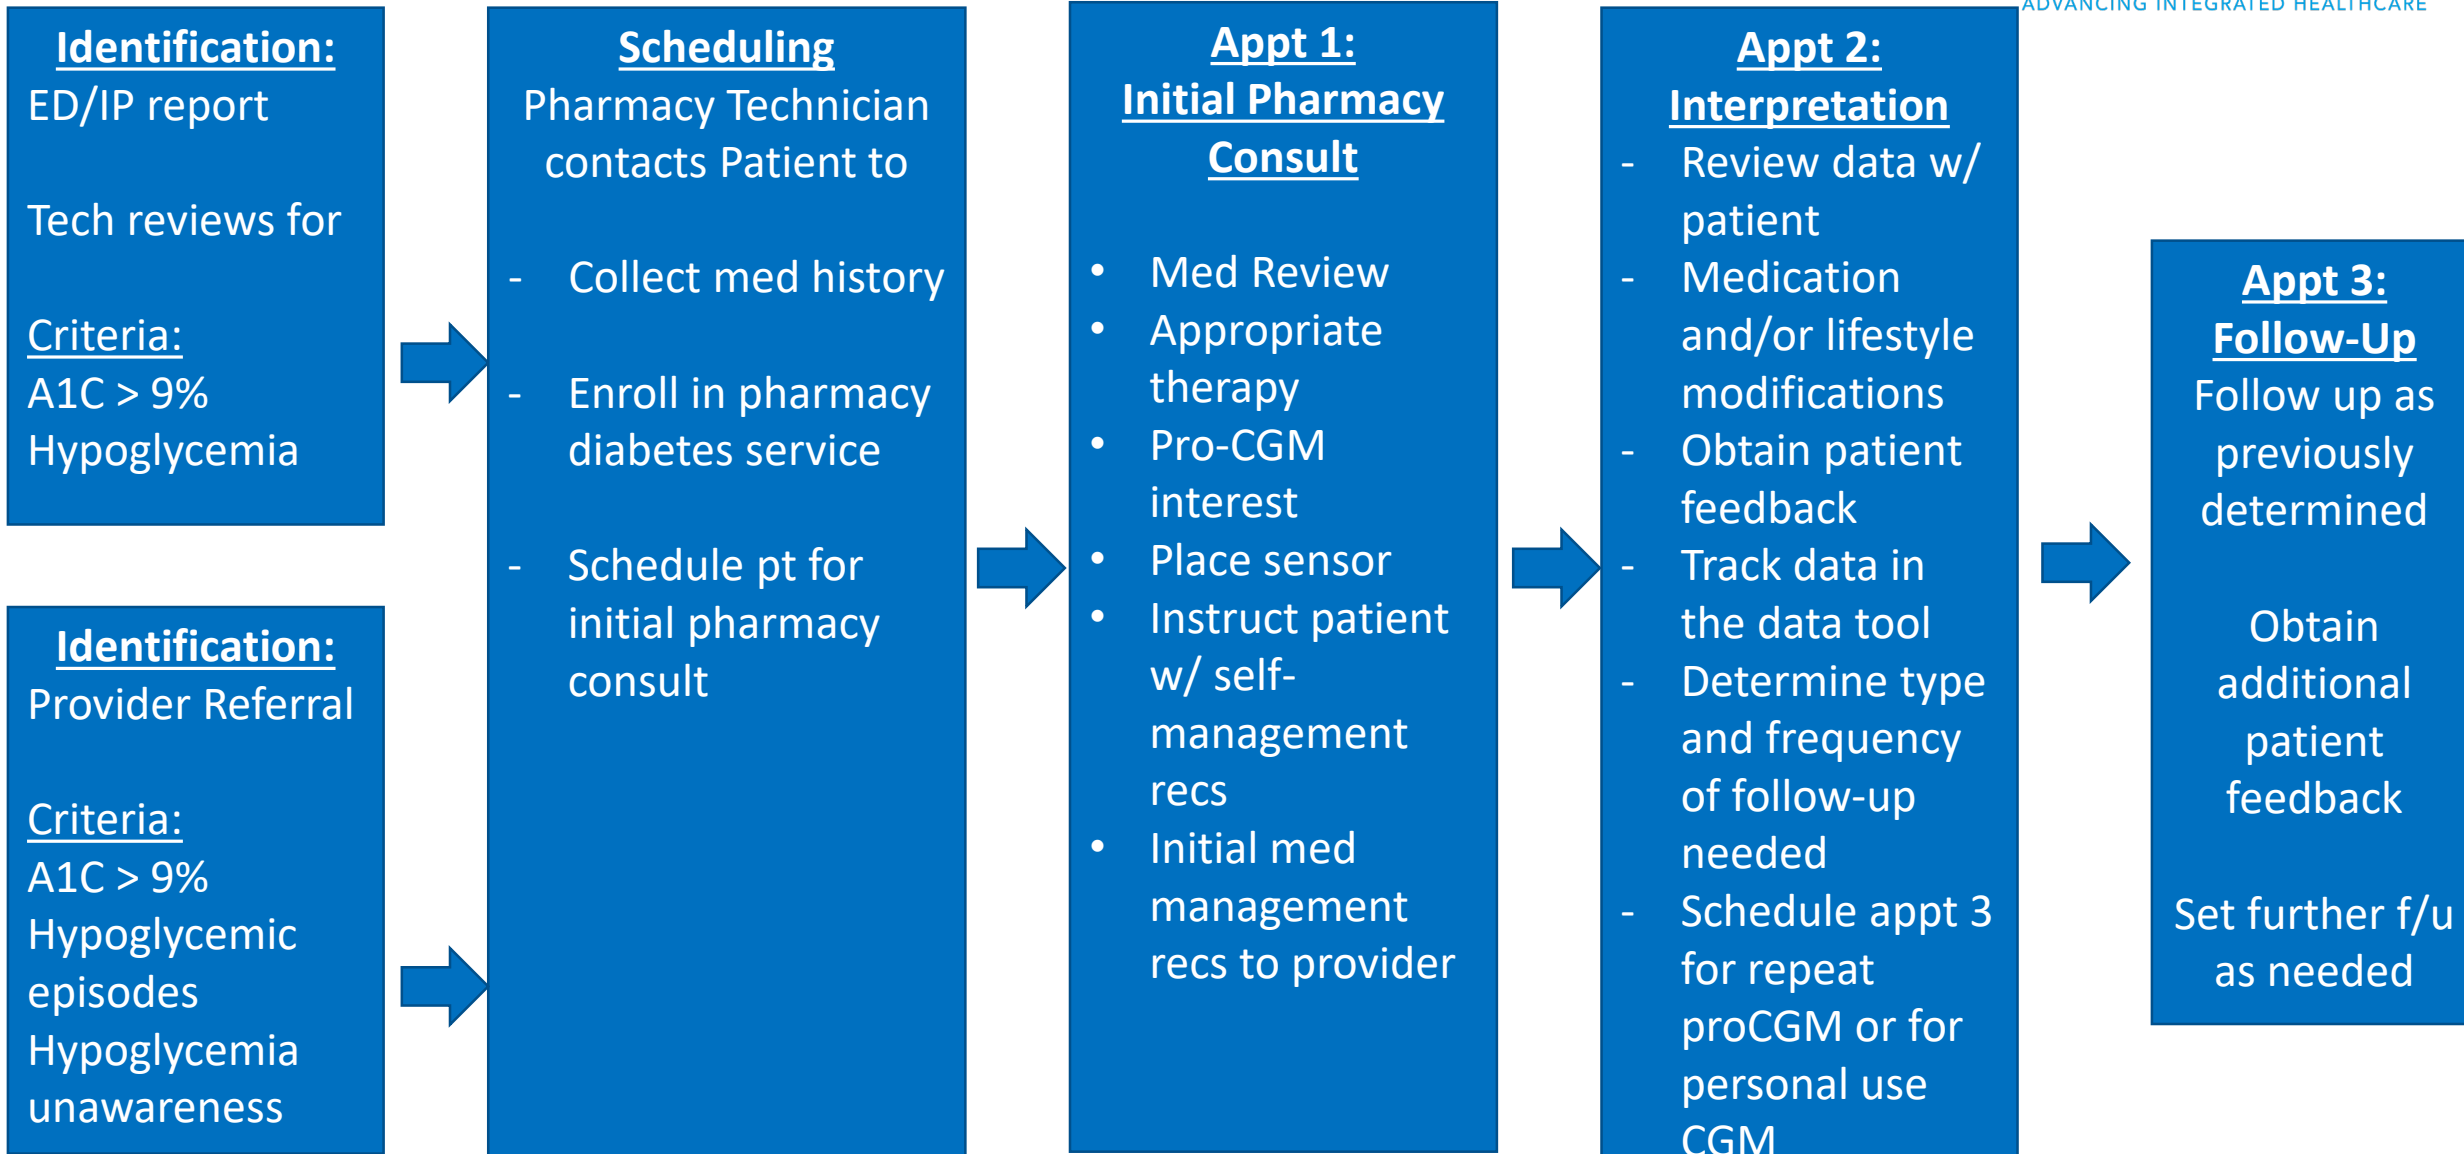 ADVANCING INTEGRATED HEALTHCARE
Identification:
ED/IP report
Tech reviews for
Criteria:
A1C > 9%
Hypoglycemia
Identification:
Provider Referral
Criteria:
A1C > 9%
Hypoglycemic
episodes
Hypoglycemia
unawareness
Scheduling
Pharmacy Technician
contacts Patient to
- Collect med history
- Enroll in pharmacy
diabetes service
- Schedule pt for
initial pharmacy
consult
Appt 1:
Initial Pharmacy
Consult
• Med Review
• Appropriate
therapy
• Pro-CGM
interest
• Place sensor
• Instruct patient
w/ self-
management
recs
• Initial med
management
recs to provider
Appt 2:
Interpretation
- Review data w/
patient
- Medication
and/or lifestyle
modifications
- Obtain patient
feedback
- Track data in
the data tool
- Determine type
and frequency
of follow-up
needed
- Schedule appt 3
for repeat
proCGM or for
personal use
CGM
Appt 3:
Follow-Up
Follow up as
previously
determined
Obtain
additional
patient
feedback
Set further f/u
as needed